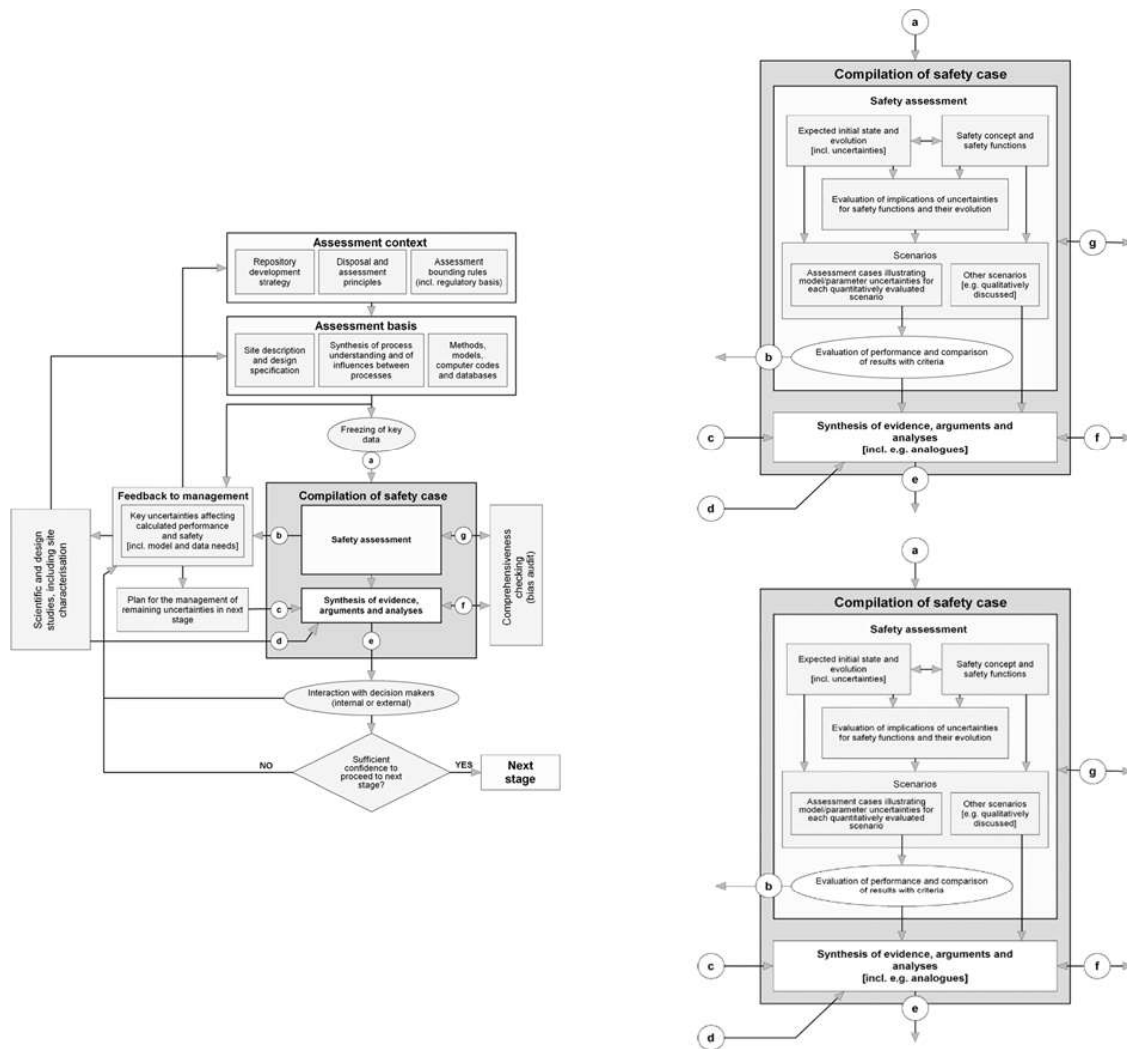 Assessment context
Repository
development
strategy
Disposal and
assessment
principles
Assessment
bounding rules
(incl. regulatory basis)
Assessment basis
Site description
and design
specification
Synthesis of process
understanding and of
influences between
processes
Methods,
models,
computer codes
and databases
Freezing of key
data
a
Feedback to management
Key uncertainties affecting
calculated performance
and safety
[incl. model and data needs]
Plan for the management of
remaining uncertainties in next
stage
Scientific and design
studies, including site
characterisation
Compilation of safety case
Safety assessment
b
g
Synthesis of evidence,
arguments and analyses
c
f
d
e
Comprehensiveness
checking
(bias audit)
Interaction with decision makers
(internal or external)
Sufficient
confidence to
proceed to next
stage?
NO
YES
Next
stage
a
Compilation of safety case
Safety assessment
Expected initial state and
evolution
[incl. uncertainties]
Safety concept and
safety functions
Evaluation of implications of uncertainties
for safety functions and their evolution
g
Scenarios
Assessment cases illustrating
model/parameter uncertainties for
each quantitatively evaluated
scenario
Other scenarios
[e.g. qualitatively
discussed]
b
Evaluation of performance and comparison
of results with criteria
c
Synthesis of evidence, arguments and
analyses
[incl. e.g. analogues]
f
d
e
a
Compilation of safety case
Safety assessment
Expected initial state and
evolution
[incl. uncertainties]
Safety concept and
safety functions
Evaluation of implications of uncertainties
for safety functions and their evolution
g
Scenarios
Assessment cases illustrating
model/parameter uncertainties for
each quantitatively evaluated
scenario
Other scenarios
[e.g. qualitatively
discussed]
b
Evaluation of performance and comparison
of results with criteria
c
Synthesis of evidence, arguments and
analyses
[incl. e.g. analogues]
f
d
e